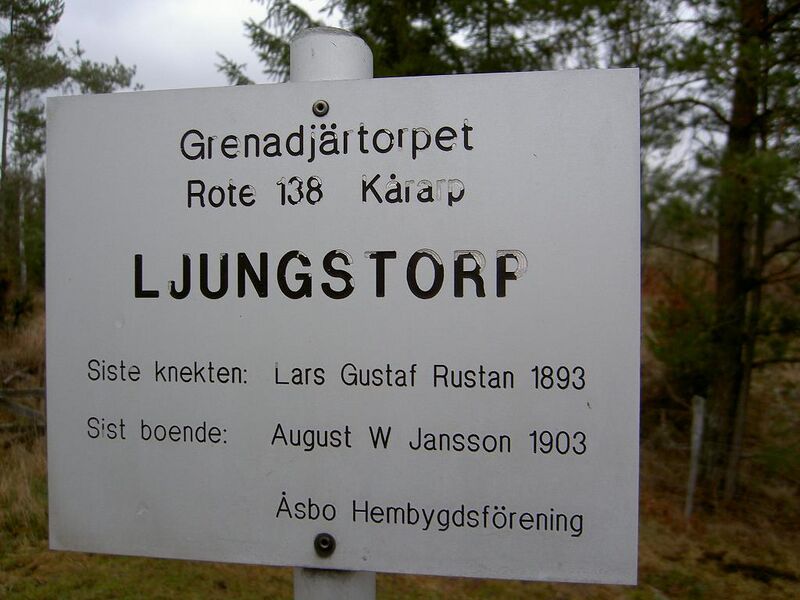 Grenadjärtorpet
Rote 138 Kårarp
LJUNGSTORP
Siste knekten: Lars Gustaf Rustan 1893
Sist boende: August W Jansson 1903
Åsbo Hembygdsförening